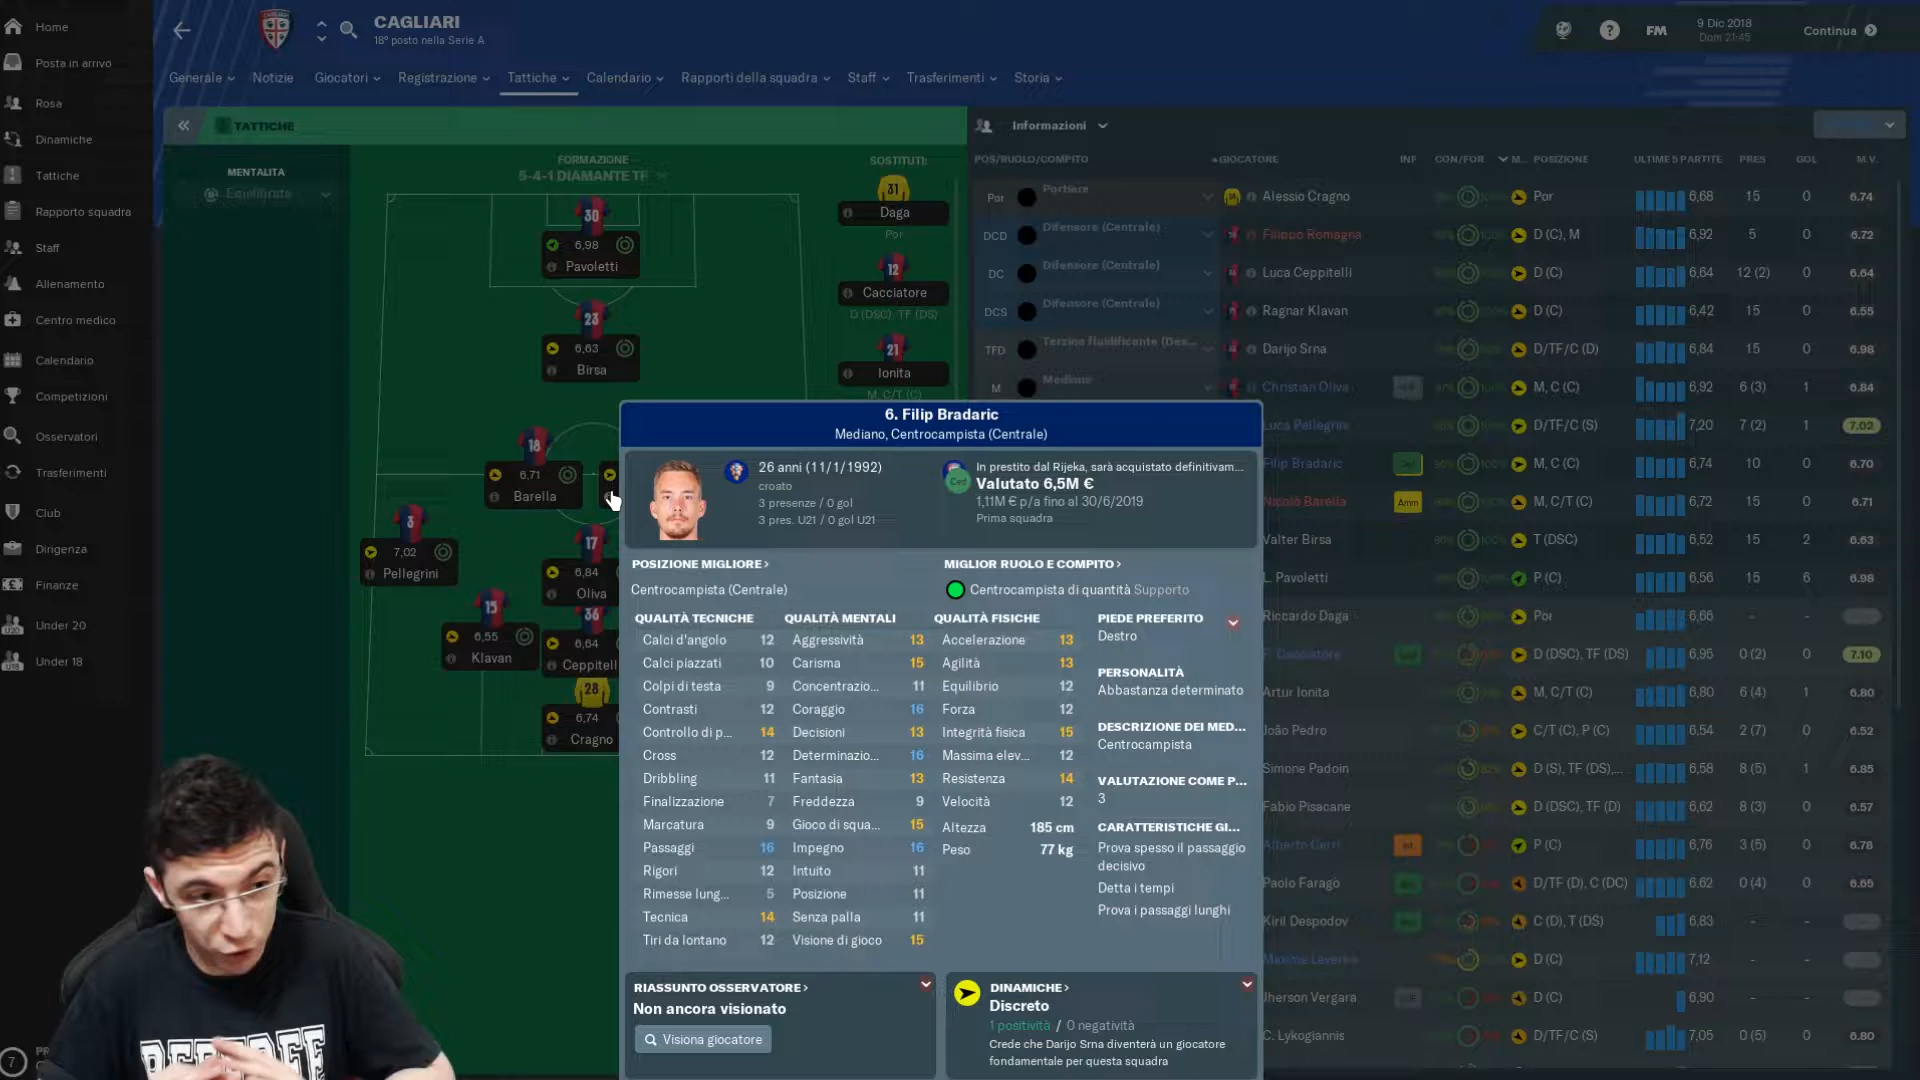 Home
Posta in arrivo
Rosa
Dinamiche
Tattiche
Rapporto squadra
Staff
Allenamento
Centro medico
Calendario
Competizioni
Osservatori
Trasferimenti
Club
Dirigenza
Finanze
Under 20
Under 18
CAGLIARI
18° posto nella Serie A
FM
9 Dic 2018
Dom 21:45
Continua
Generale
Notizie
Giocatori
Registrazione
Tattiche
Calendario
Rapporti della squadra
Staff
Trasferimenti
Storia
TATTICHE
MENTALITÀ
Equilibrata
FORMAZIONE
5-4-1 DIAMANTE TF
SOSTITUTI:
30
6,98
Pavoletti
23
6,63
Birsa
18
6,71
Barella
3
7,02
Pellegrini
17
6,84
Oliva
15
6,55
Klavan
36
6,64
Ceppitell
28
6,74
Cragno
31
Daga
Por
12
Cacciatore
D (DSC), TF (DS)
21
Ionita
M, C/T (C)
Informazioni
POS/RUOLO/COMPITO GIOCATORE INF CON/FOR M... POSIZIONE ULTIME 5 PARTITE PRES GOL M.V.
Por Portiere Alessio Cragno Por 6,68 15 0 6.74
DCD Difensore (Centrale) Filippo Romagna D (C), M 6,92 5 0 6.72
DC Difensore (Centrale) Luca Ceppitelli D (C) 6,64 12 (2) 0 6.64
DCS Difensore (Centrale) Ragnar Klavan D (C) 6,42 15 0 6.55
TFD Terzino fluidificante (Des... Darijo Srna D/TF/C (D) 6,84 15 0 6.98
M Mediano Christian Oliva M, C (C) 6,92 6 (3) 1 6.84
Luca Pellegrini D/TF/C (S) 7,20 7 (2) 1 7.02
Filip Bradaric M, C (C) 6,74 10 0 6.70
Nicolò Barella Amm M, C/T (C) 6,72 15 0 6.71
Valter Birsa T (DSC) 6,52 15 2 6.63
L. Pavoletti P (C) 6,56 15 6 6.98
Riccardo Daga Por 6,66 - -
F. Cacciatore D (DSC), TF (DS) 6,95 0 (2) 0 7.10
Artur Ionita M, C/T (C) 6,80 6 (4) 1 6.80
João Pedro C/T (C), P (C) 6,54 2 (7) 0 6.52
Simone Padoin D (S), TF (DS),... 6,58 8 (5) 1 6.85
Fabio Pisacane D (DSC), TF (D) 6,62 8 (3) 0 6.57
Alberto Cerri Inf P (C) 6,76 3 (5) 0 6.78
Paolo Faragò D/TF (D), C (DC) 6,62 0 (4) 0 6.65
Kiril Despodov C (D), T (DS) 6,83 - -
D (C) 7,12 - -
Jherson Vergara D (C) 6,90 - -
C. Lykogiannis D/TF/C (S) 7,05 0 (5) 0 6.80
6. Filip Bradaric
Mediano, Centrocampista (Centrale)
26 anni (11/1/1992)
croato
3 presenze / 0 gol
3 pres. U21 / 0 gol U21
Ced
In prestito dal Rijeka, sarà acquistato definitivam...
Valutato 6,5M €
1,11M € p/a fino al 30/6/2019
Prima squadra
POSIZIONE MIGLIORE
Centrocampista (Centrale)
MIGLIOR RUOLO E COMPITO
Centrocampista di quantità Supporto
QUALITÀ TECNICHE
Calci d'angolo 12
Calci piazzati 10
Colpi di testa 9
Contrasti 12
Controllo di p... 14
Cross 12
Dribbling 11
Finalizzazione 7
Marcatura 9
Passaggi 16
Rigori 12
Rimesse lung... 5
Tecnica 14
Tiri da lontano 12
QUALITÀ MENTALI
Aggressività 13
Carisma 15
Concentrazio... 11
Coraggio 16
Decisioni 13
Determinazio... 16
Fantasia 13
Freddezza 9
Gioco di squa... 15
Impegno 16
Intuito 11
Posizione 11
Senza palla 11
Visione di gioco 15
QUALITÀ FISICHE
Accelerazione 13
Agilità 13
Equilibrio 12
Forza 12
Integrità fisica 15
Massima elev... 12
Resistenza 14
Velocità 12
Altezza 185 cm
Peso 77 kg
PIEDE PREFERITO
Destro
PERSONALITÀ
Abbastanza determinato
DESCRIZIONE DEI MED...
Centrocampista
VALUTAZIONE COME P...
3
CARATTERISTICHE GI...
Prova spesso il passaggio
decisivo
Detta i tempi
Prova i passaggi lunghi
RIASSUNTO OSSERVATORE
Non ancora visionato
Visiona giocatore
DINAMICHE
Discreto
1 positività / 0 negatività
Crede che Darijo Srna diventerà un giocatore
fondamentale per questa squadra
7